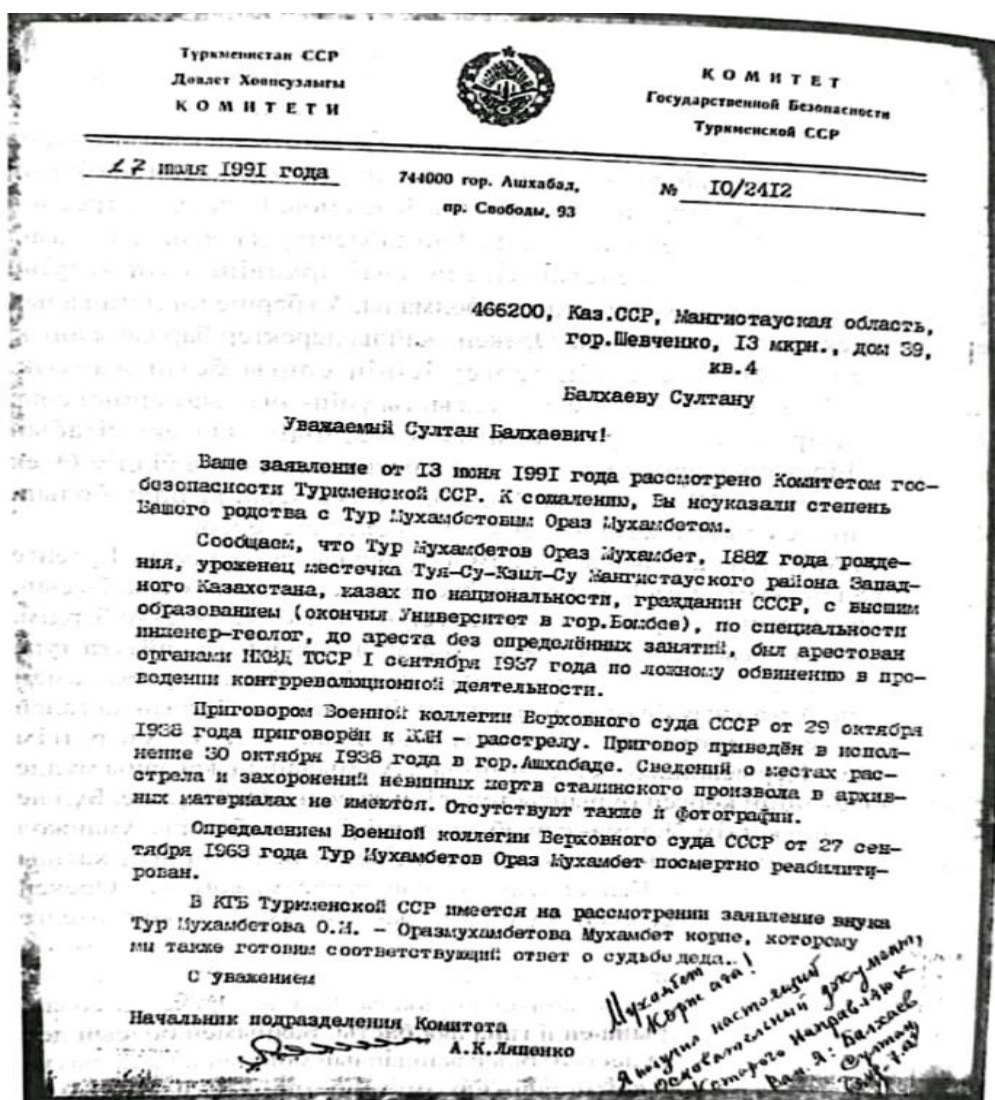 Туркменистан ССР
Довлет Ховпсузлыгы
КОМИТЕТИ
КОМИТЕТ
Государственной Безопасности
Туркменской ССР
17 июля 1991 года
744000 гор. Ашхабад,
пр. Свободы, 93
№ 10/2412
466200, Каз.ССР, Мангистауская область,
гор.Шевченко, 13 мкрн., дом 39,
кв.4
Балхаеву Султану
Уважаемый Султан Балхаевич!
Ваше заявление от 13 июня 1991 года рассмотрено Комитетом гос-
безопасности Туркменской ССР. К сожалению, Вы неуказали степень
Вашего родства с Тур Мухамбетовым Ораз Мухамбетом.
Сообщаем, что Тур Мухамбетов Ораз Мухамбет, 1882 года рожде-
ния, уроженец местечка Туя-Су-Кзил-Су Мангистауского района Запад-
ного Казахстана, казах по национальности, гражданин СССР, с высшим
образованием (окончил Университет в гор.Бомбее), по специальности
инженер-геолог, до ареста без определённых занятий, был арестован
органами НКВД ТССР 1 сентября 1937 года по ложному обвинению в про-
ведении контрреволюционной деятельности.
Приговором Военной коллегии Верховного суда СССР от 29 октября
1938 года приговорён к ВМН - расстрелу. Приговор приведён в испол-
нение 30 октября 1938 года в гор.Ашхабаде. Сведений о местах рас-
стрела и захоронений невинных жертв сталинского произвола в архив-
ных материалах не имеются. Отсутствуют также и фотографии.
Определением Военной коллегии Верховного суда СССР от 27 сен-
тября 1963 года Тур Мухамбетов Ораз Мухамбет посмертно реабилити-
рован.
В КГБ Туркменской ССР имеется на рассмотрении заявление внука
Тур Мухамбетова О.М. - Оразмухамбетова Мухамбет корпе, которому
мы также готовим соответствующий ответ о судьбе деда.
С уважением
Начальник подразделения Комитета
И.Ляпенко
Мухамбет
Корпе ага!
Я получил настоящий
Основательный документ,
Которого Направляю к
Вам. Я: Балхаев
Султан